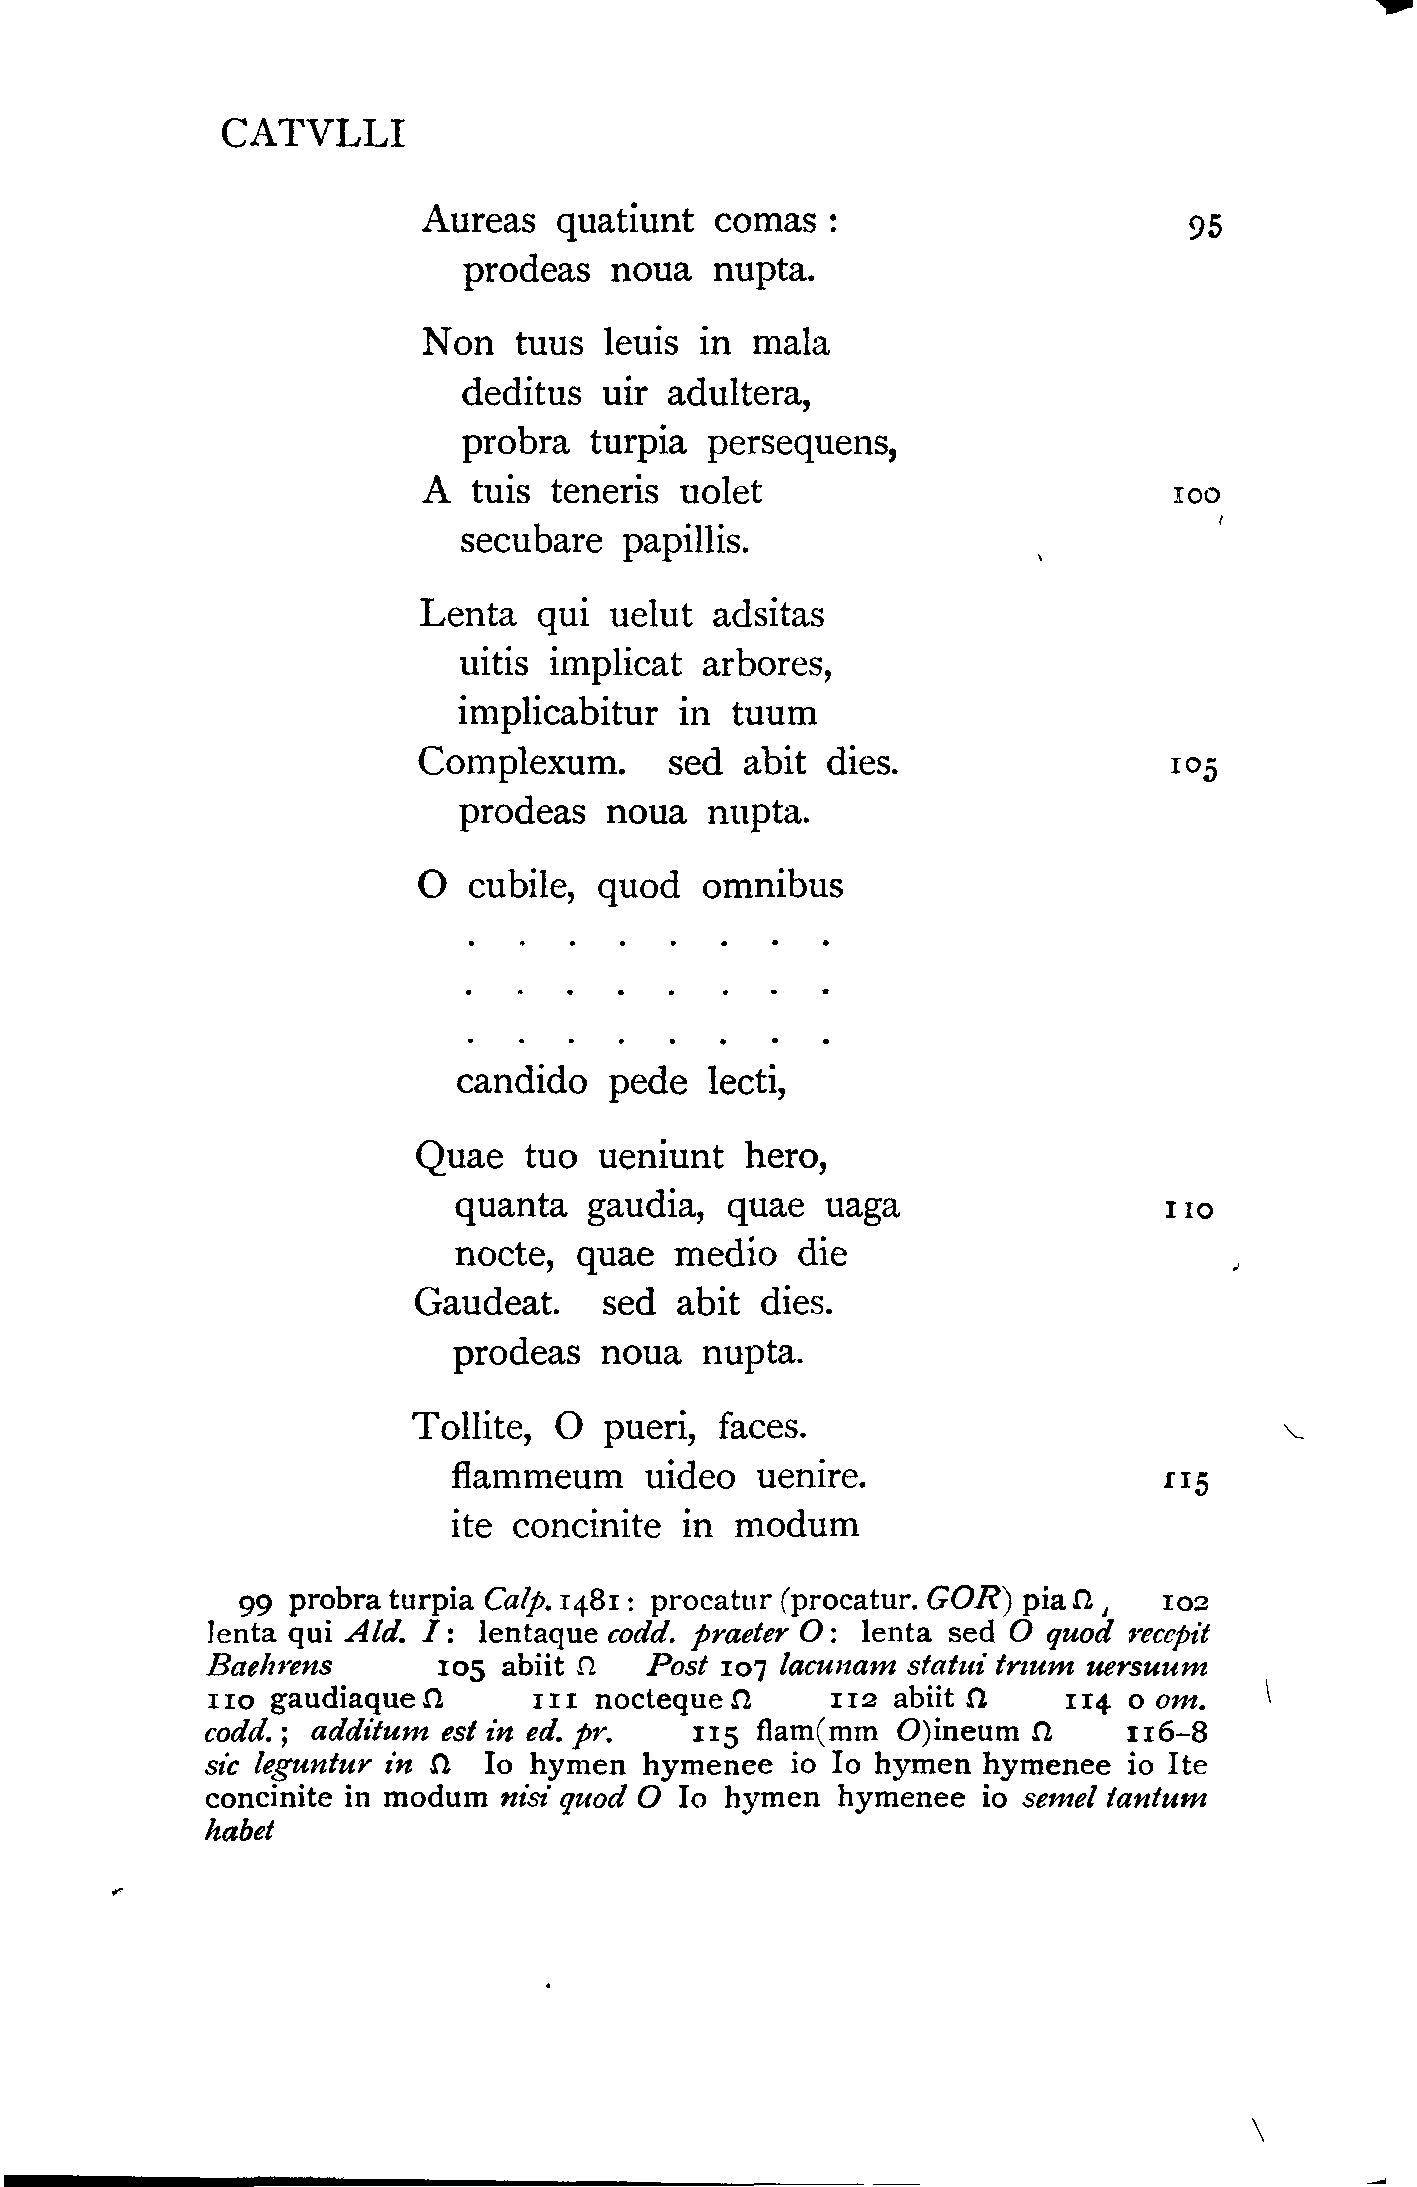 CATVLLI
Aureas quatiunt comas : 95
prodeas noua nupta.
Non tuus leuis in mala
deditus uir adultera,
probra turpia persequens,
A tuis teneris uolet 100
secubare papillis.
Lenta qui uelut adsitas
uitis implicat arbores,
implicabitur in tuum
Complexum. sed abit dies. 105
prodeas noua nupta.
O cubile, quod omnibus
. . . . . . . .
. . . . . . . .
. . . . . . . .
candido pede lecti,
Quae tuo ueniunt hero,
quanta gaudia, quae uaga 110
nocte, quae medio die
Gaudeat. sed abit dies.
prodeas noua nupta.
Tollite, O pueri, faces.
flammeum uideo uenire. 115
ite concinite in modum
99 probra turpia Calp. 1481 : procatur (procatur. GOR) pia Ω, 102
lenta qui Ald. I : lentaque codd. praeter O : lenta sed O quod recepit
Baehrens 105 abiit Ω Post 107 lacunam statui trium uersuum
110 gaudiaque Ω 111 nocteque Ω 112 abiit Ω 114 o om.
codd. ; additum est in ed. pr. 115 flam(mm O)ineum Ω 116–8
sic leguntur in Ω Io hymen hymenee io Io hymen hymenee io Ite
concinite in modum nisi quod O Io hymen hymenee io semel tantum
habet